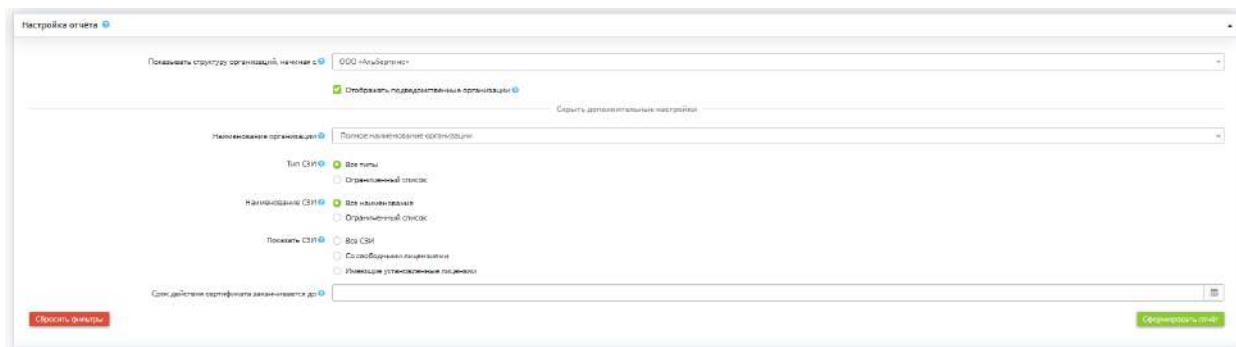 Настройка отчёта
Показывать структуру организаций, начиная с ООО «Альбертино»
Отображать подведомственные организации
Скрыть дополнительные настройки
Наименование организации Полное наименование организации
Тип СЗИ Все типы
Ограниченный список
Наименование СЗИ Все наименования
Ограниченный список
Показать СЗИ Все СЗИ
Со свободными лицензиями
Имеющие установленные лицензии
Срок действия сертификата заканчивается до
Сбросить фильтры
Сформировать отчёт